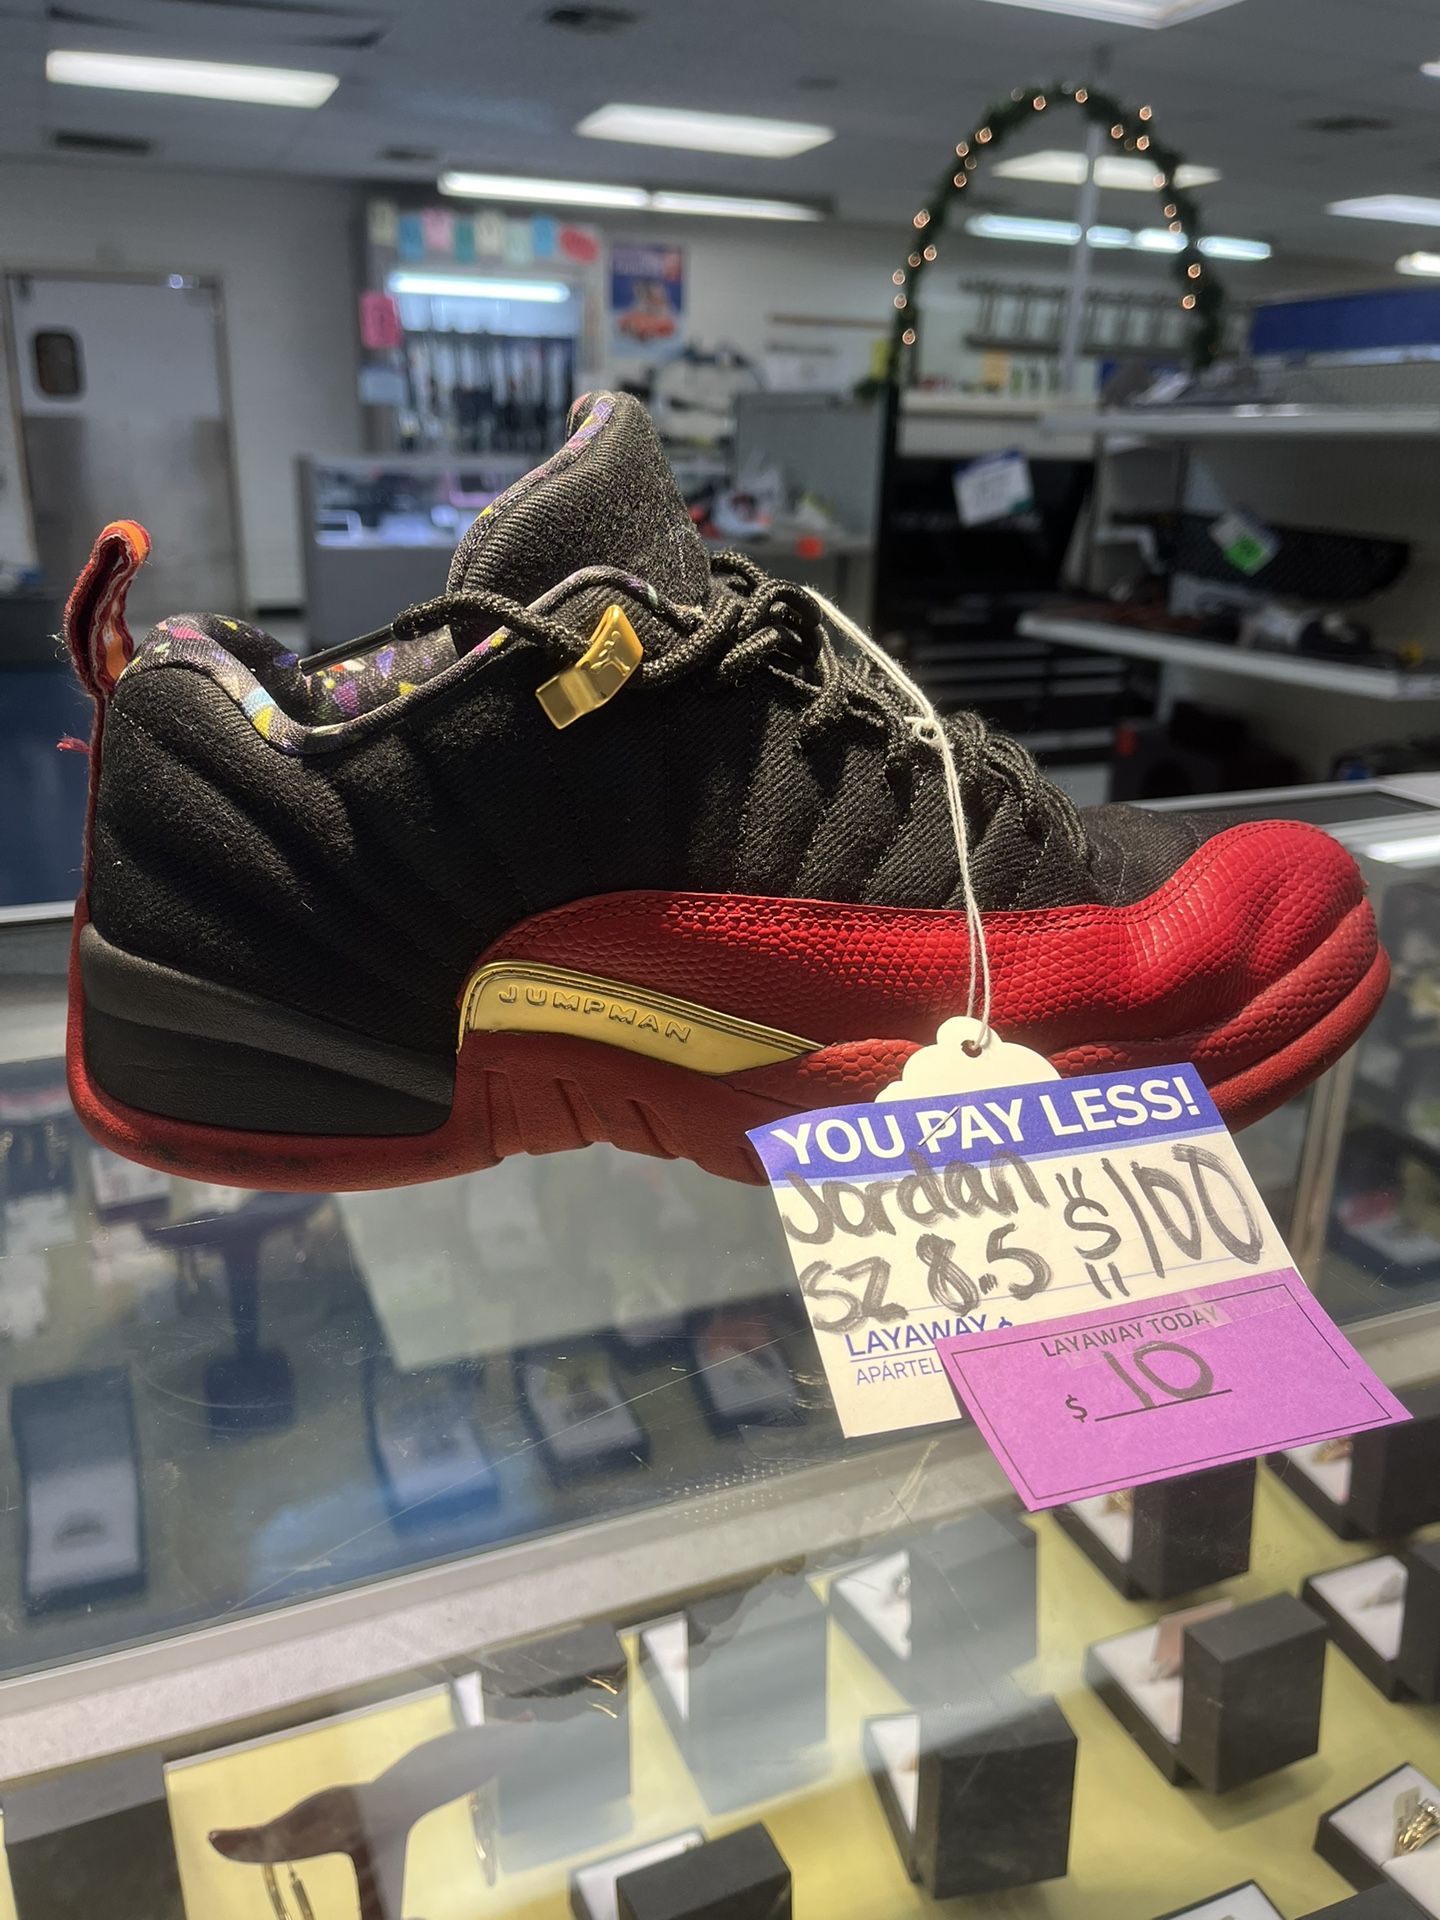 JUMPMAN
YOU PAY LESS!
Jordan
SZ 8.5
$100
LAYAWAY $
APÁRTEL
LAYAWAY TODAY
$ 10